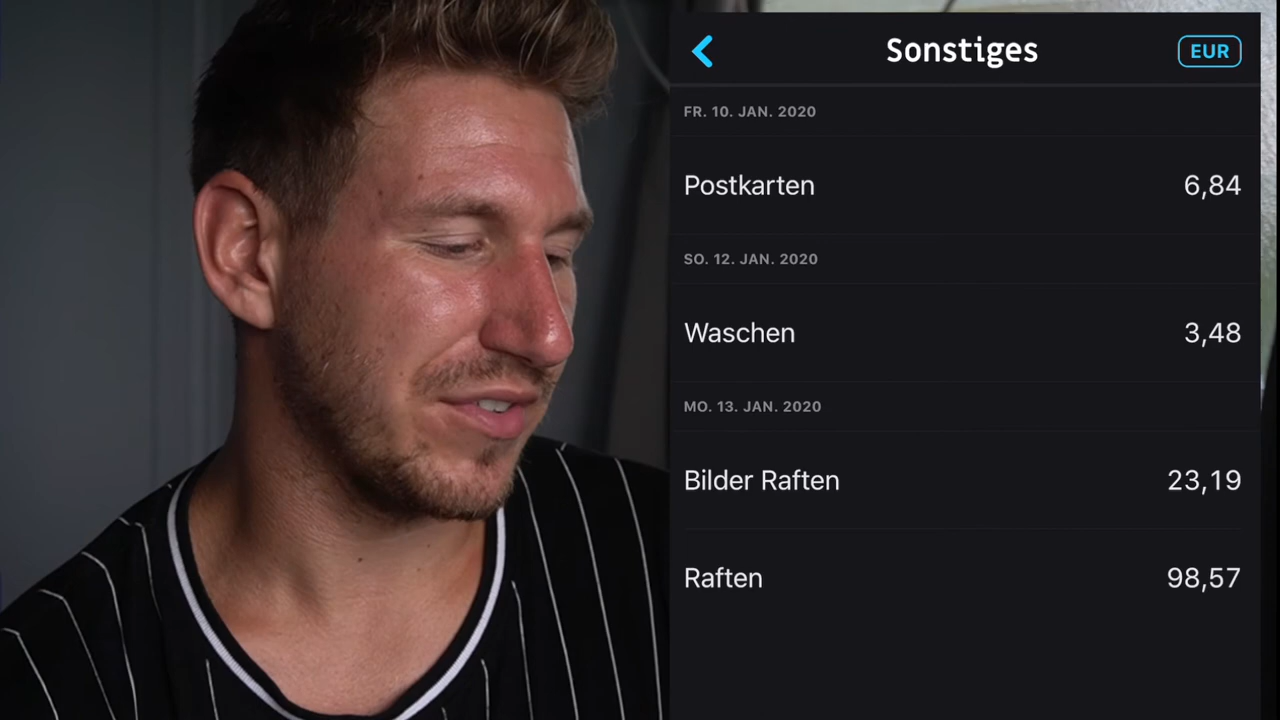 Sonstiges
EUR
FR. 10. JAN. 2020
Postkarten 6,84
SO. 12. JAN. 2020
Waschen 3,48
MO. 13. JAN. 2020
Bilder Raften 23,19
Raften 98,57